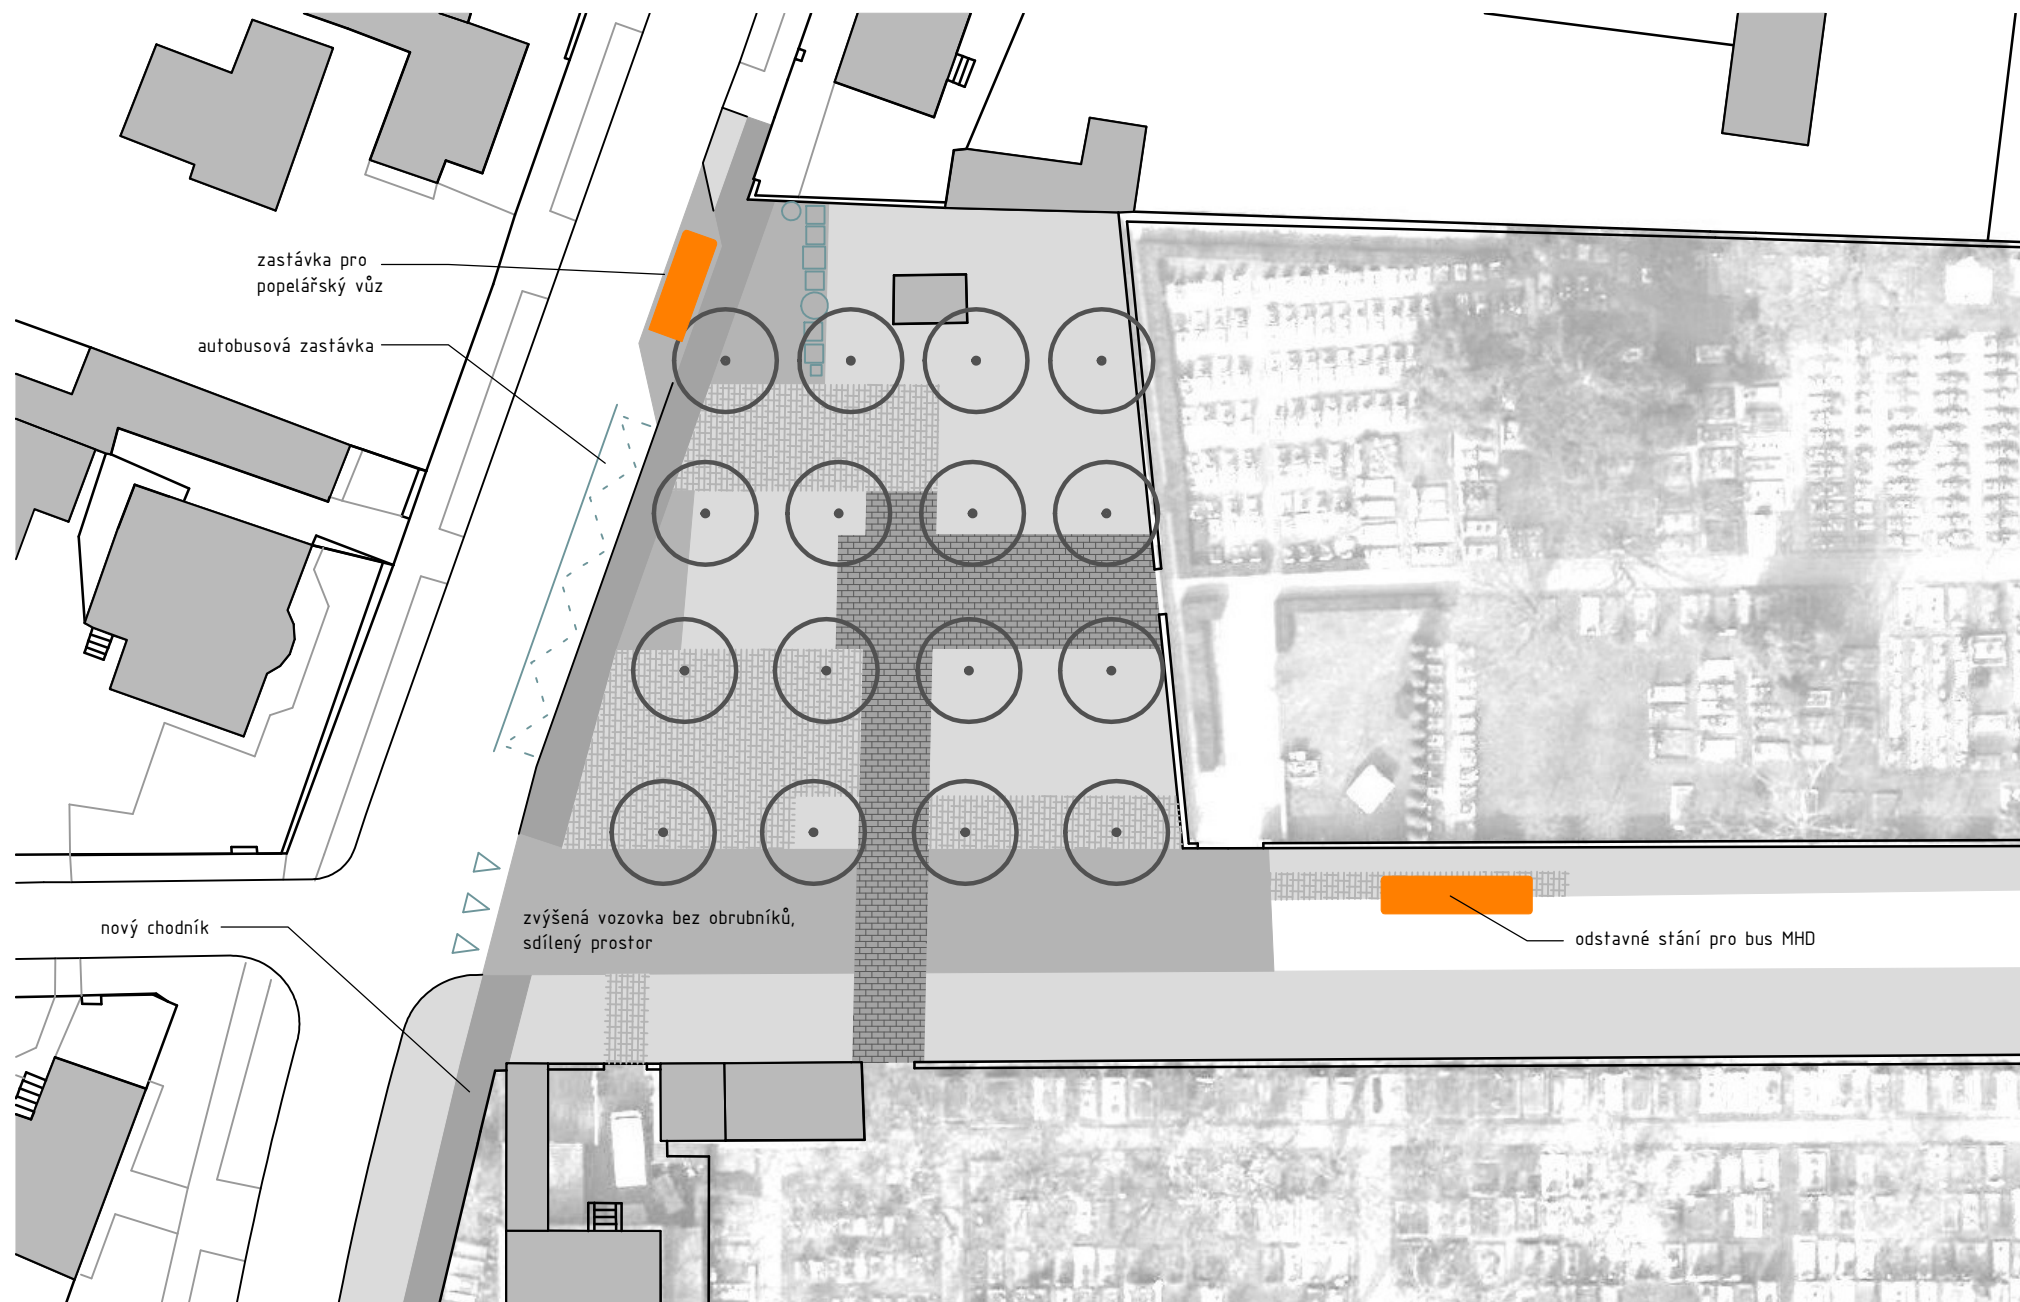 zastávka pro
popelářský vůz
autobusová zastávka
nový chodník
zvýšená vozovka bez obrubníků,
sdílený prostor
odstavné stání pro bus MHD